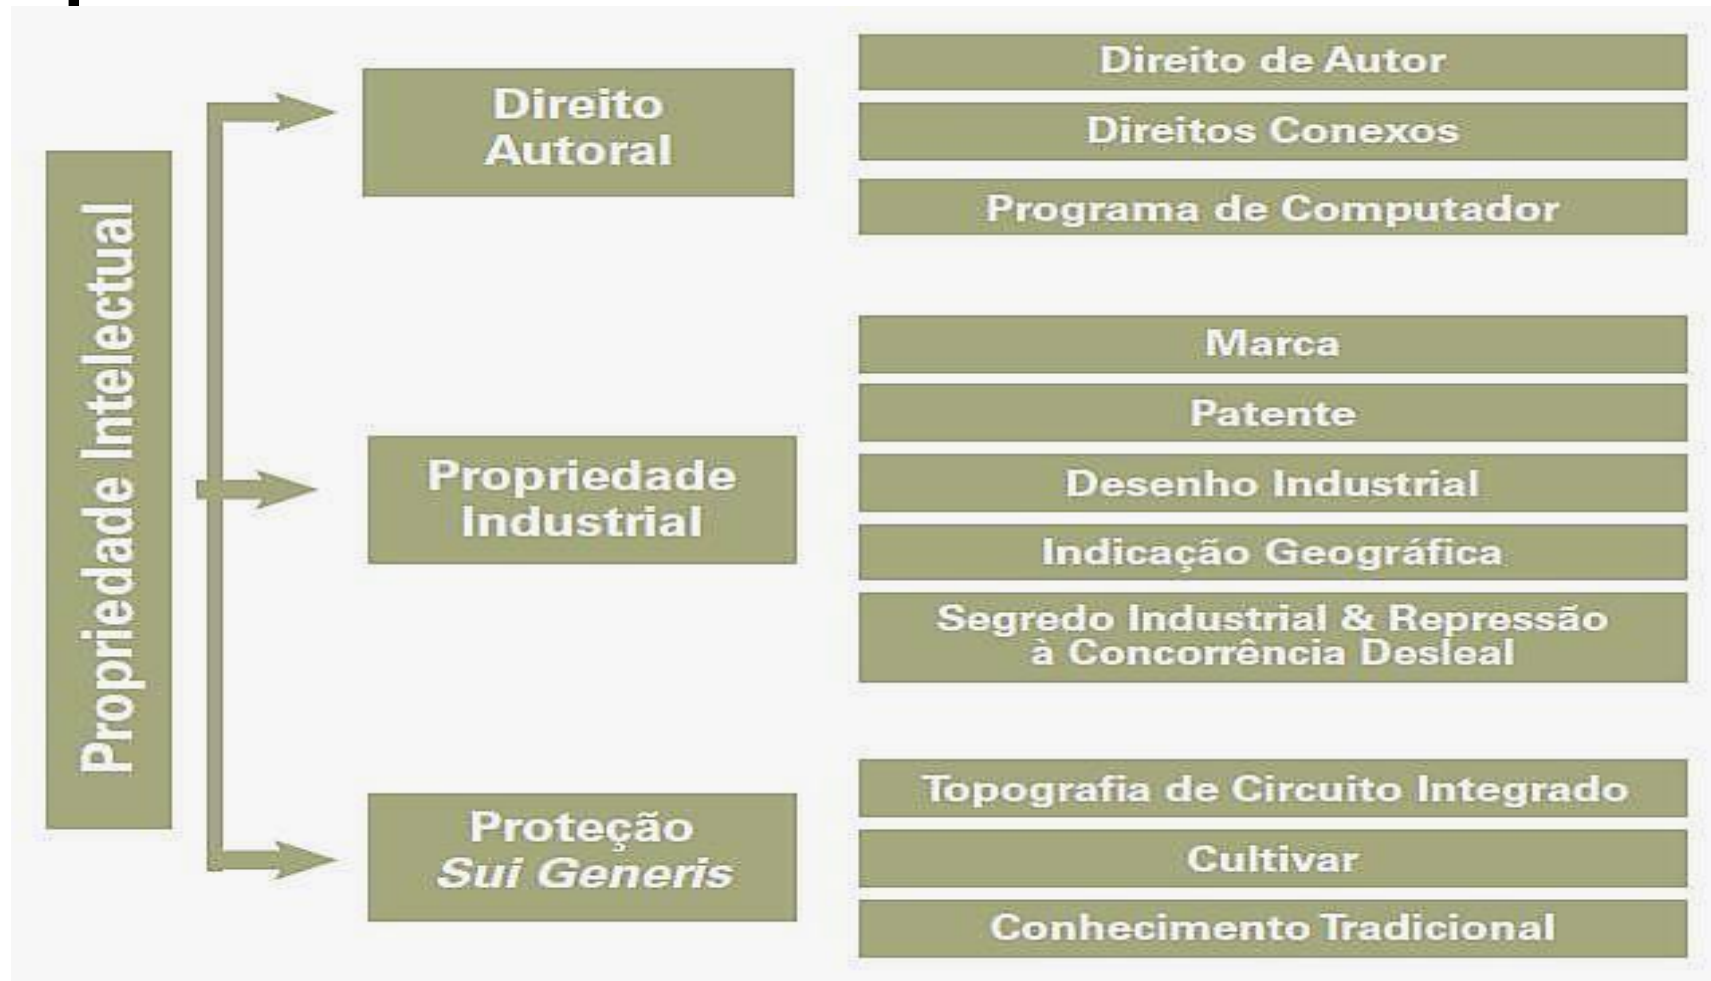 Propriedade Intelectual
Direito
Autoral
Direito de Autor
Direitos Conexos
Programa de Computador
Propriedade
Industrial
Marca
Patente
Desenho Industrial
Indicação Geográfica
Segredo Industrial & Repressão
à Concorrência Desleal
Proteção
Sui Generis
Topografia de Circuito Integrado
Cultivar
Conhecimento Tradicional